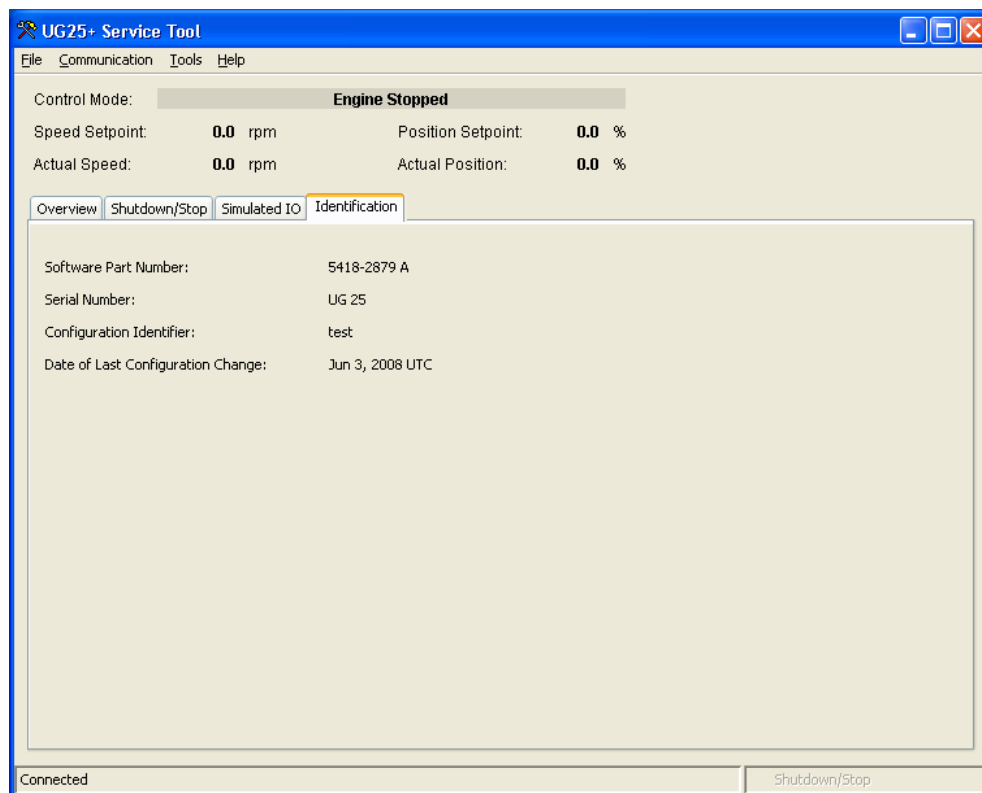 UG25+ Service Tool
File Communication Tools Help
Control Mode: Engine Stopped
Speed Setpoint: 0.0 rpm Position Setpoint: 0.0 %
Actual Speed: 0.0 rpm Actual Position: 0.0 %
Overview Shutdown/Stop Simulated IO Identification
Software Part Number: 5418-2879 A
Serial Number: UG 25
Configuration Identifier: test
Date of Last Configuration Change: Jun 3, 2008 UTC
Connected Shutdown/Stop